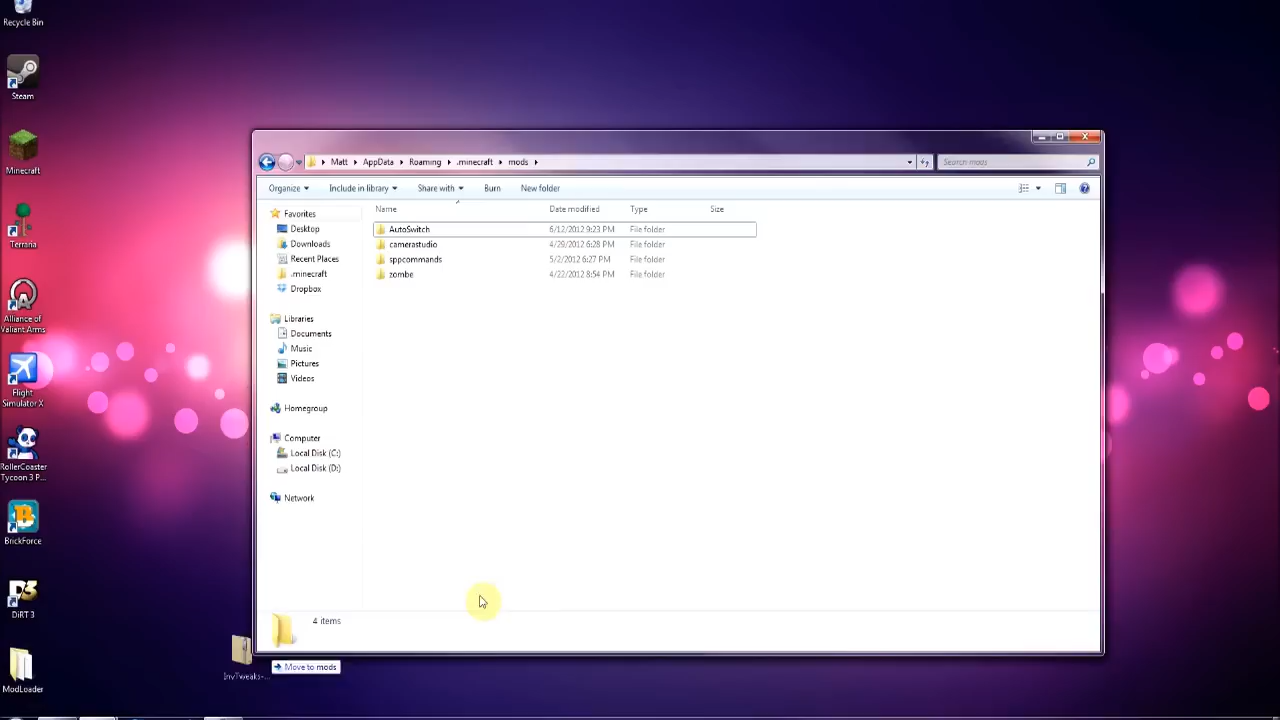 Recycle Bin
Steam
Minecraft
Terraria
Alliance of
Valiant Arms
Flight
Simulator X
RollerCoaster
Tycoon 3 P...
BrickForce
DiRT 3
ModLoader
Matt AppData Roaming .minecraft mods
Search mods
Organize Include in library Share with Burn New folder
Name Date modified Type Size
AutoSwitch 6/12/2012 9:23 PM File folder
camerastudio 4/29/2012 6:28 PM File folder
sppcommands 5/2/2012 6:27 PM File folder
zombe 4/22/2012 8:54 PM File folder
Favorites
Desktop
Downloads
Recent Places
.minecraft
Dropbox
Libraries
Documents
Music
Pictures
Videos
Homegroup
Computer
Local Disk (C:)
Local Disk (D:)
Network
4 items
Move to mods
InvTweaks-...